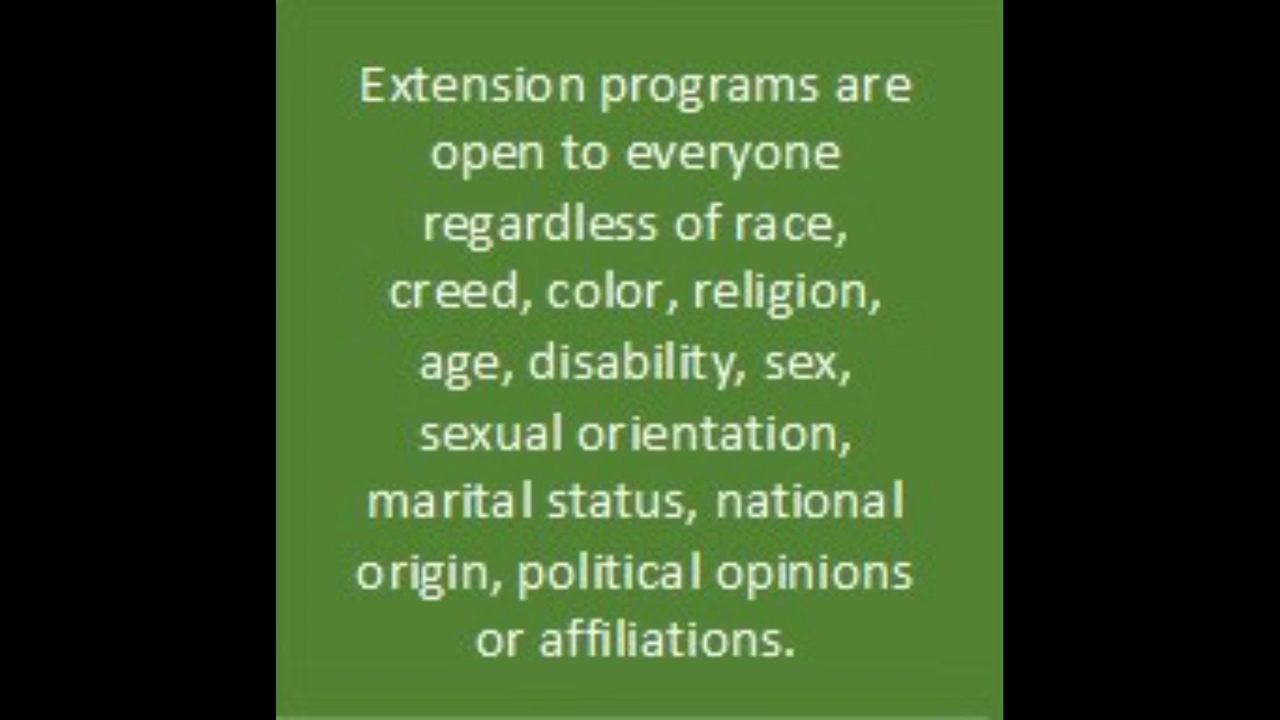 Extension programs are
open to everyone
regardless of race,
creed, color, religion,
age, disability, sex,
sexual orientation,
marital status, national
origin, political opinions
or affiliations.